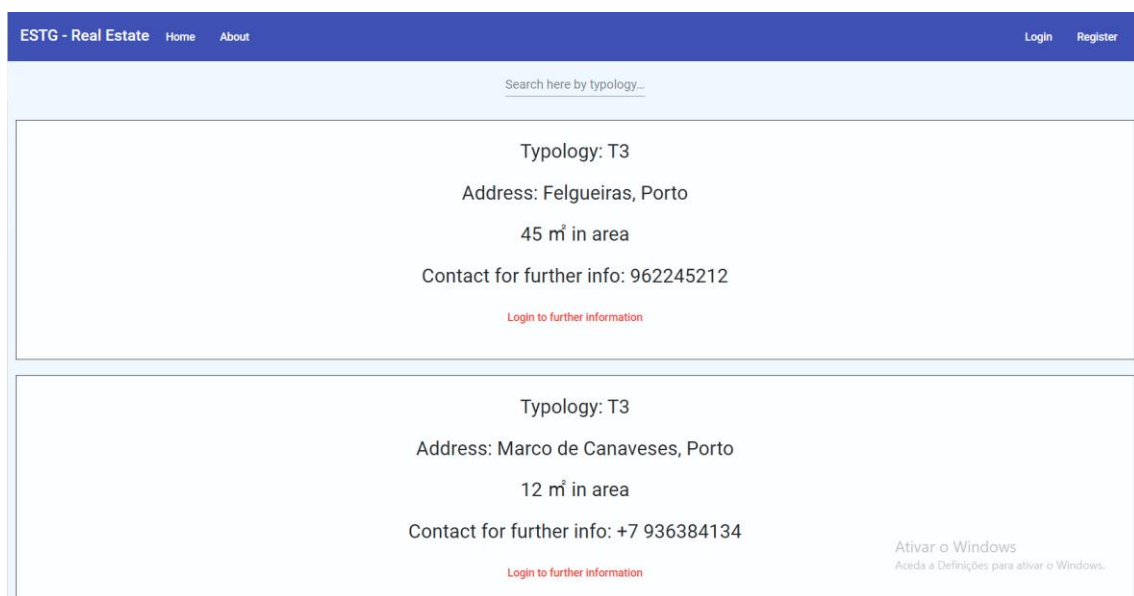 ESTG - Real Estate Home About Login Register
Search here by typology...
Typology: T3
Address: Felgueiras, Porto
45 ㎡ in area
Contact for further info: 962245212
Login to further information
Typology: T3
Address: Marco de Canaveses, Porto
12 ㎡ in area
Contact for further info: +7 936384134
Login to further information
Ativar o Windows
Aceda a Definições para ativar o Windows.